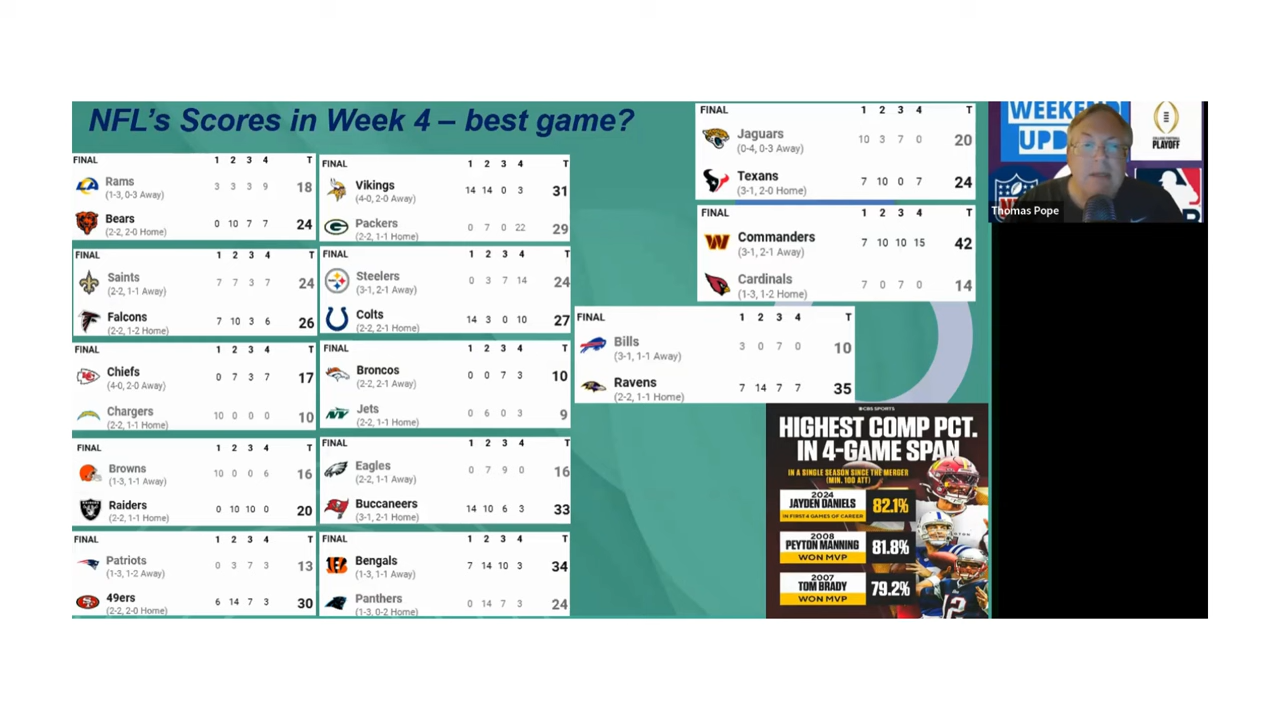 NFL's Scores in Week 4 – best game?
FINAL 1 2 3 4 T
Rams 3 3 3 9 18
(1-3, 0-3 Away)
Bears 0 10 7 7 24
(2-2, 2-0 Home)
FINAL 1 2 3 4 T
Saints 7 7 3 7 24
(2-2, 1-1 Away)
Falcons 7 10 3 6 26
(2-2, 1-2 Home)
FINAL 1 2 3 4 T
Chiefs 0 7 3 7 17
(4-0, 2-0 Away)
Chargers 10 0 0 0 10
(2-2, 1-1 Home)
FINAL 1 2 3 4 T
Browns 10 0 0 6 16
(1-3, 1-1 Away)
Raiders 0 10 10 0 20
(2-2, 1-1 Home)
FINAL 1 2 3 4 T
Patriots 0 3 7 3 13
(1-3, 1-2 Away)
49ers 6 14 7 3 30
(2-2, 2-0 Home)
FINAL 1 2 3 4 T
Vikings 14 14 0 3 31
(4-0, 2-0 Away)
Packers 0 7 0 22 29
(2-2, 1-1 Home)
FINAL 1 2 3 4 T
Steelers 0 3 7 14 24
(3-1, 2-1 Away)
Colts 14 3 0 10 27
(2-2, 2-1 Home)
FINAL 1 2 3 4 T
Broncos 0 0 7 3 10
(2-2, 2-1 Away)
Jets 0 6 0 3 9
(2-2, 1-1 Home)
FINAL 1 2 3 4 T
Eagles 0 7 9 0 16
(2-2, 1-1 Away)
Buccaneers 14 10 6 3 33
(3-1, 2-1 Home)
FINAL 1 2 3 4 T
Bengals 7 14 10 3 34
(1-3, 1-1 Away)
Panthers 0 14 7 3 24
(1-3, 0-2 Home)
FINAL 1 2 3 4 T
Jaguars 10 3 7 0 20
(0-4, 0-3 Away)
Texans 7 10 0 7 24
(3-1, 2-0 Home)
FINAL 1 2 3 4 T
Commanders 7 10 10 15 42
(3-1, 2-1 Away)
Cardinals 7 0 7 0 14
(1-3, 1-2 Home)
FINAL 1 2 3 4 T
Bills 3 0 7 0 10
(3-1, 1-1 Away)
Ravens 7 14 7 7 35
(2-2, 1-1 Home)
CBS SPORTS
HIGHEST COMP PCT.
IN 4-GAME SPAN
IN A SINGLE SEASON SINCE THE MERGER
(MIN. 100 ATT)
2024
JAYDEN DANIELS 82.1%
IN FIRST 4 GAMES OF CAREER
2008
PEYTON MANNING 81.8%
WON MVP
2007
TOM BRADY 79.2%
WON MVP
12
WEEKEND
UPD
COLLEGE FOOTBALL
PLAYOFF
NFL
Thomas Pope